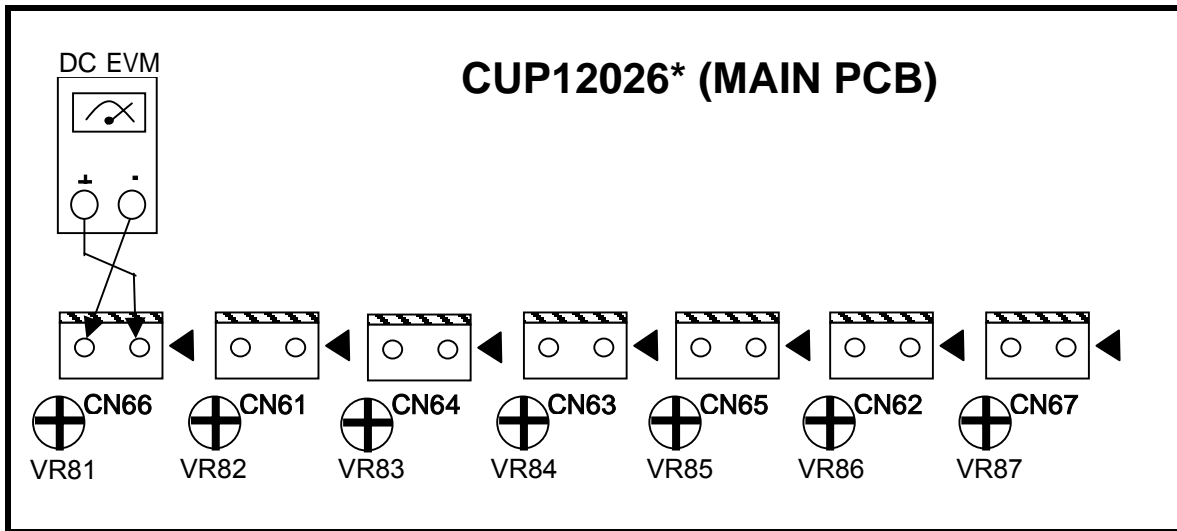 DC EVM
CUP12026* (MAIN PCB)
+ -
CN66 CN61 CN64 CN63 CN65 CN62 CN67
VR81 VR82 VR83 VR84 VR85 VR86 VR87